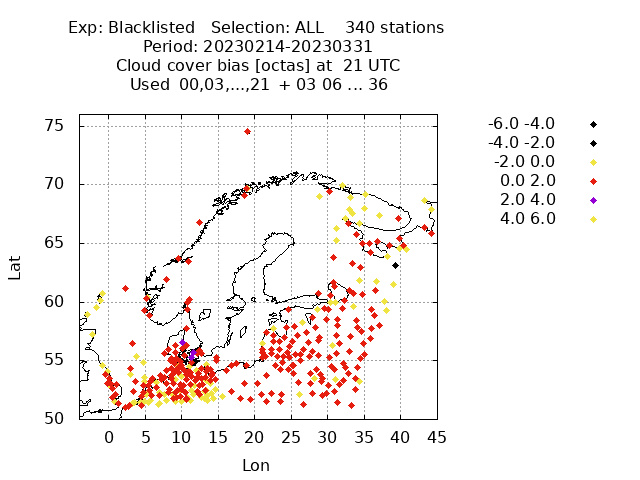 Exp: Blacklisted   Selection: ALL    340 stations
Period: 20230214-20230331
Cloud cover bias [octas] at  21 UTC
Used  00,03,...,21  + 03 06 ... 36
75
70
65
60
55
50
Lat
0 5 10 15 20 25 30 35 40 45
Lon
-6.0 -4.0
-4.0 -2.0
-2.0 0.0
0.0 2.0
2.0 4.0
4.0 6.0